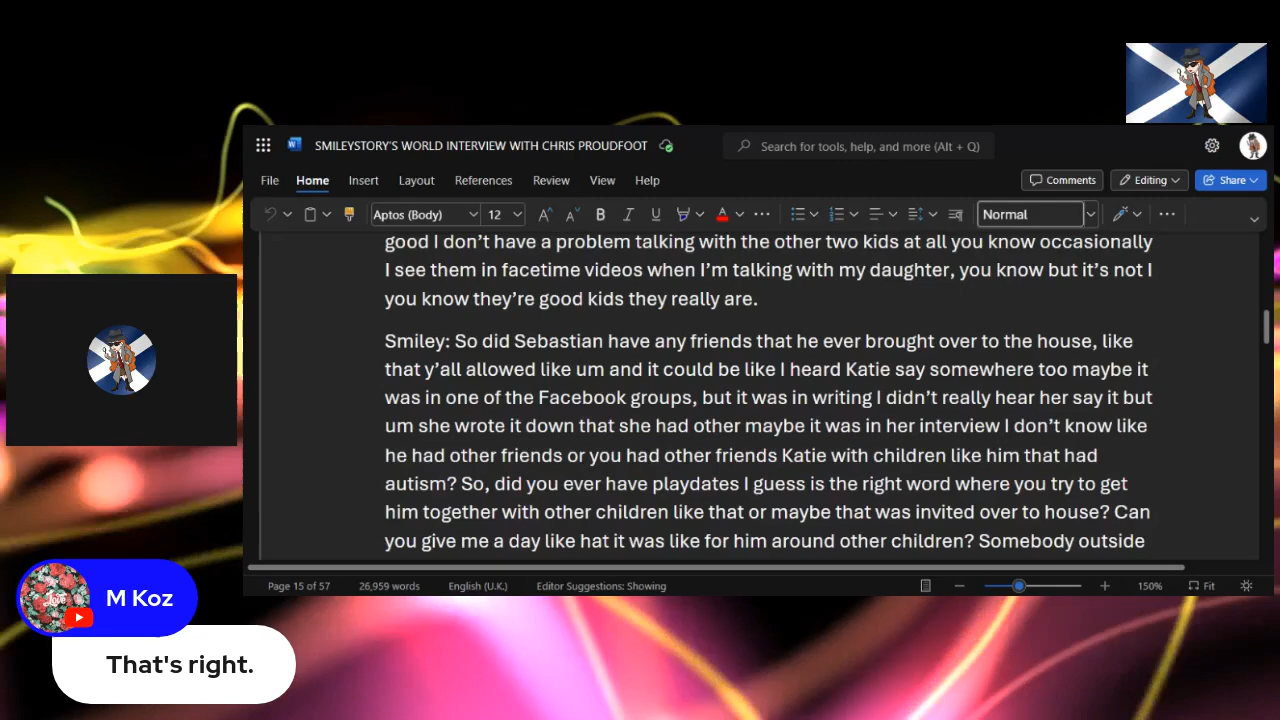 SMILEYSTORY'S WORLD INTERVIEW WITH CHRIS PROUDFOOT
Search for tools, help, and more (Alt + Q)
File Home Insert Layout References Review View Help
Comments Editing Share
Aptos (Body) 12 B I U A Normal
good I don't have a problem talking with the other two kids at all you know occasionally
I see them in facetime videos when I'm talking with my daughter, you know but it's not I
you know they're good kids they really are.
Smiley: So did Sebastian have any friends that he ever brought over to the house, like
that y'all allowed like um and it could be like I heard Katie say somewhere too maybe it
was in one of the Facebook groups, but it was in writing I didn't really hear her say it but
um she wrote it down that she had other maybe it was in her interview I don't know like
he had other friends or you had other friends Katie with children like him that had
autism? So, did you ever have playdates I guess is the right word where you try to get
him together with other children like that or maybe that was invited over to house? Can
you give me a day like hat it was like for him around other children? Somebody outside
Page 15 of 57 26,959 words English (U.K.) Editor Suggestions: Showing 150% Fit
M Koz
That's right.